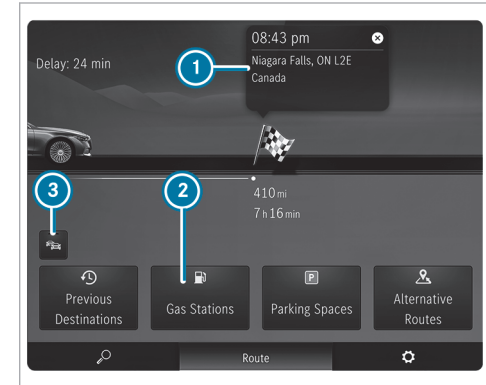 08:43 pm
Delay: 24 min
Niagara Falls, ON L2E
Canada
1
410 mi
7 h 16 min
3
2
P
Previous
Destinations
Gas Stations
Parking Spaces
Alternative
Routes
Route